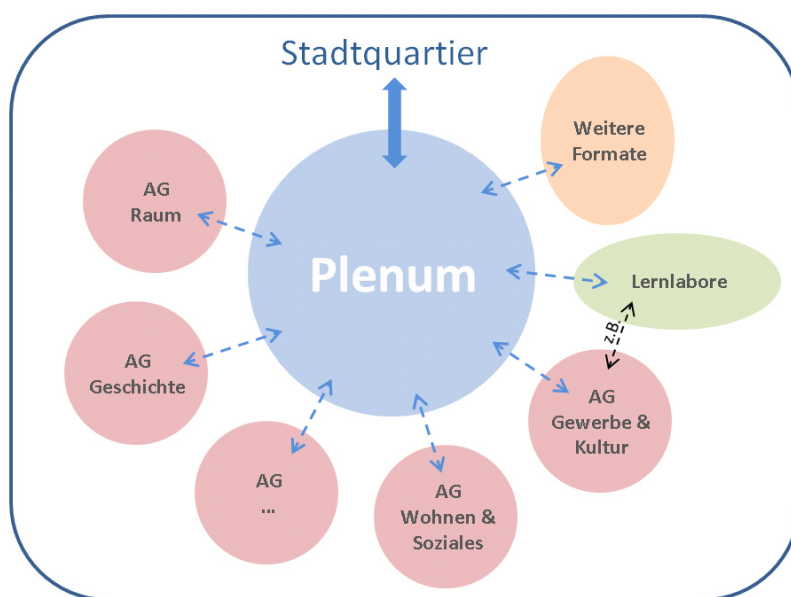 Stadtquartier
Weitere
Formate
AG
Raum
Plenum
Lernlabore
z.B.
AG
Geschichte
AG
Gewerbe &
Kultur
AG
...
AG
Wohnen &
Soziales